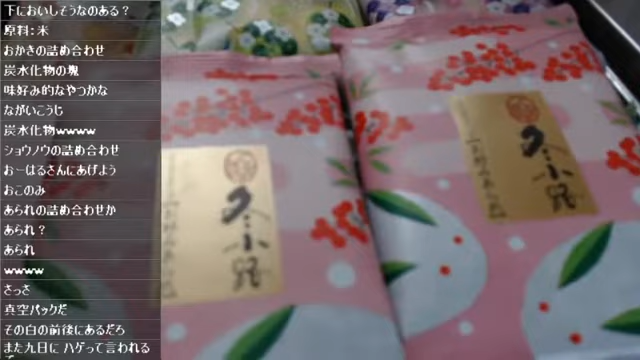 下においしそうなのある？
原料:米
おかきの詰め合わせ
炭水化物の塊
味好み的なやつかな
ながいこうじ
炭水化物wwww
ショウノウの詰め合わせ
おーはるさんにあげよう
おこのみ
あられの詰め合わせか
あられ？
あられ
wwww
さっさ
真空パックだ
その白の前後にあるだろ
また九日に ハゲって言われる
冬小路
冬小路